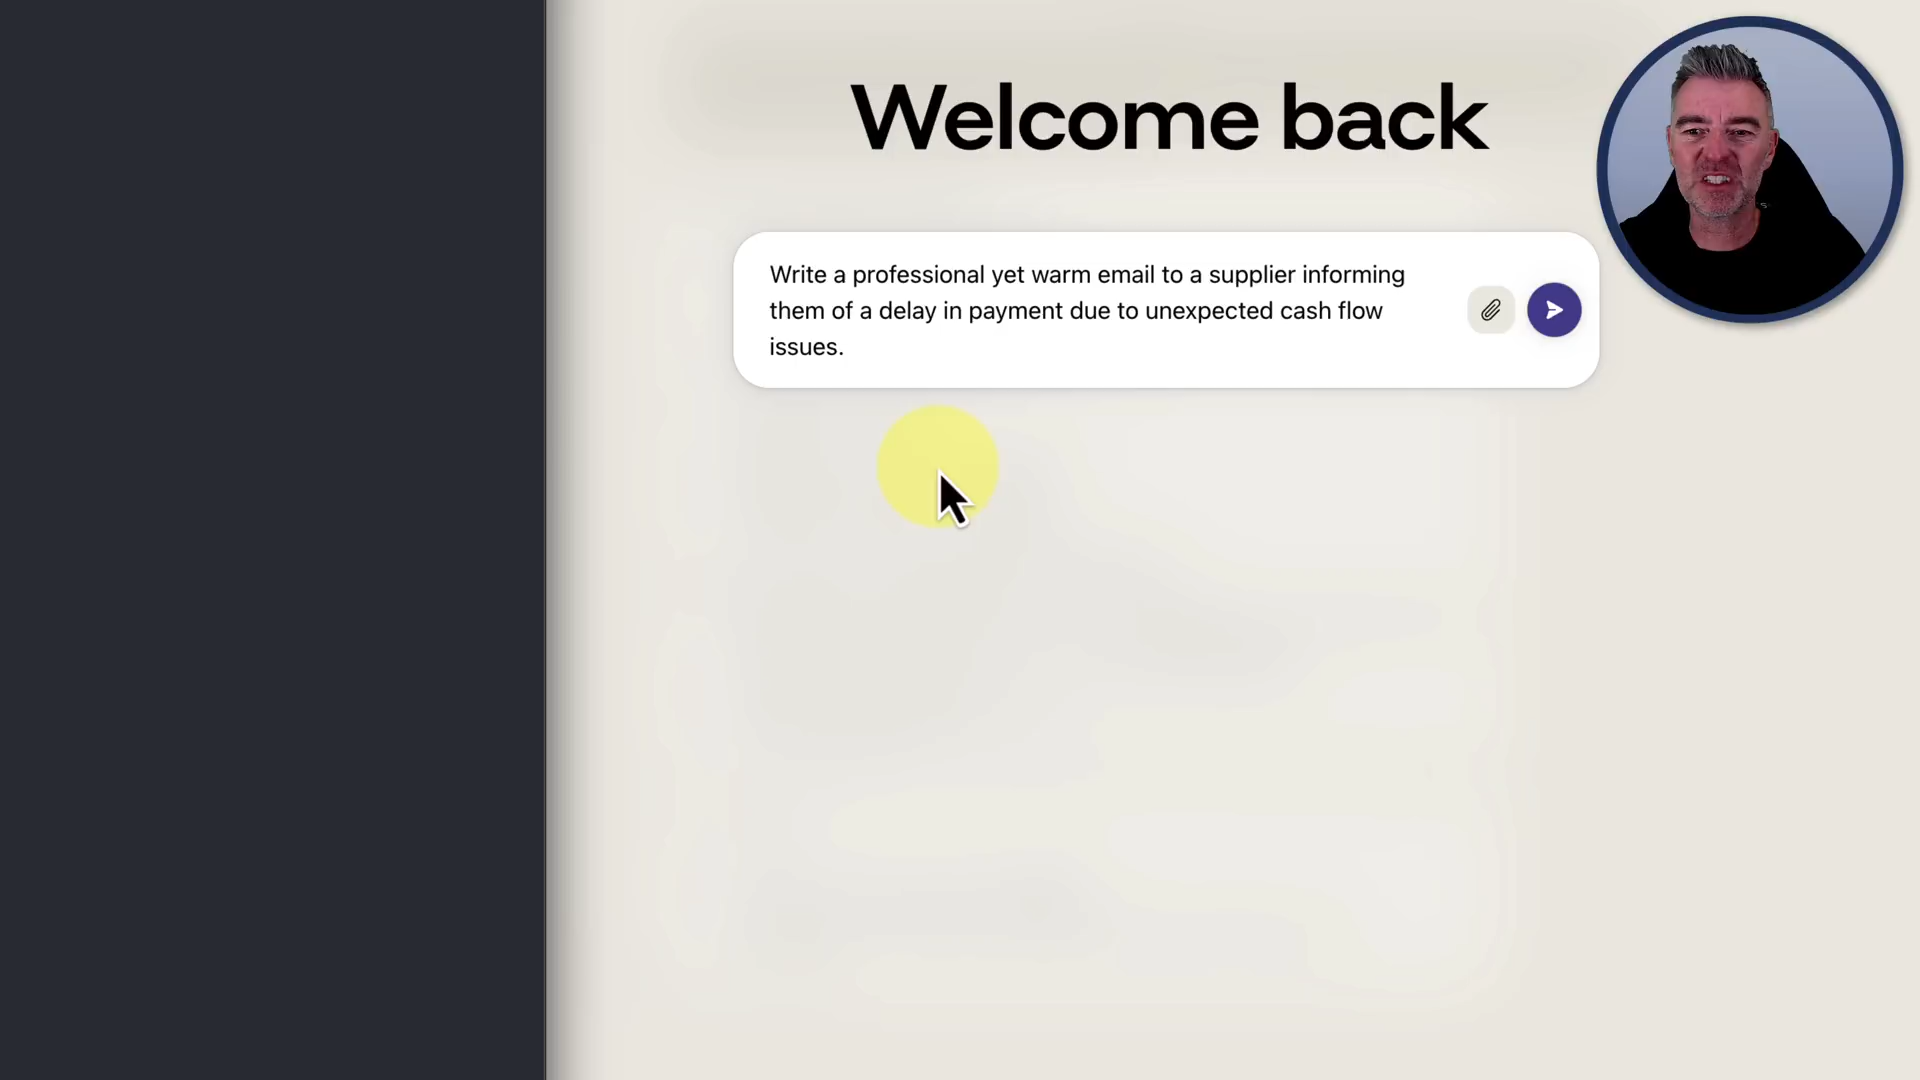 Welcome back
Write a professional yet warm email to a supplier informing
them of a delay in payment due to unexpected cash flow
issues.